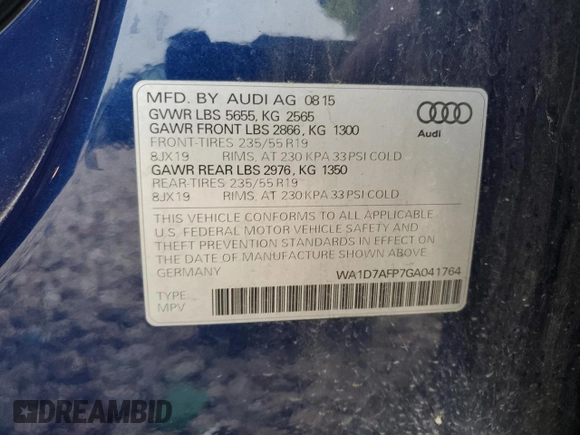 MFD. BY AUDI AG 08 15
GVWR LBS 5655, KG 2565
GAWR FRONT LBS 2866, KG 1300
FRONT-TIRES 235/55 R19
8JX19 RIMS, AT 230 KPA 33 PSI COLD
GAWR REAR LBS 2976, KG 1350
REAR-TIRES 235/55 R19
8JX19 RIMS, AT 230 KPA 33 PSI COLD
Audi
THIS VEHICLE CONFORMS TO ALL APPLICABLE
U.S. FEDERAL MOTOR VEHICLE SAFETY AND
THEFT PREVENTION STANDARDS IN EFFECT ON
THE DATE OF MANUFACTURE SHOWN ABOVE
GERMANY WA1D7AFP7GA041764
TYPE
MPV
DREAMBID